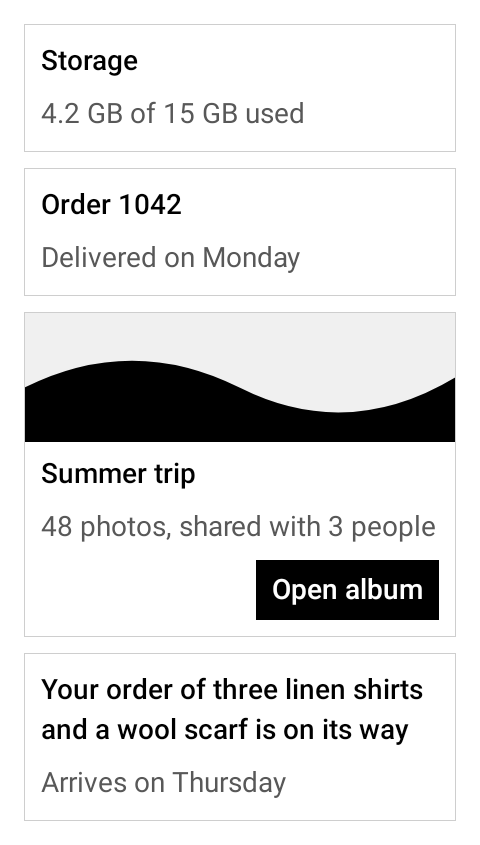 Storage
4.2 GB of 15 GB used
Order 1042
Delivered on Monday
Summer trip
48 photos, shared with 3 people
Open album
Your order of three linen shirts
and a wool scarf is on its way
Arrives on Thursday